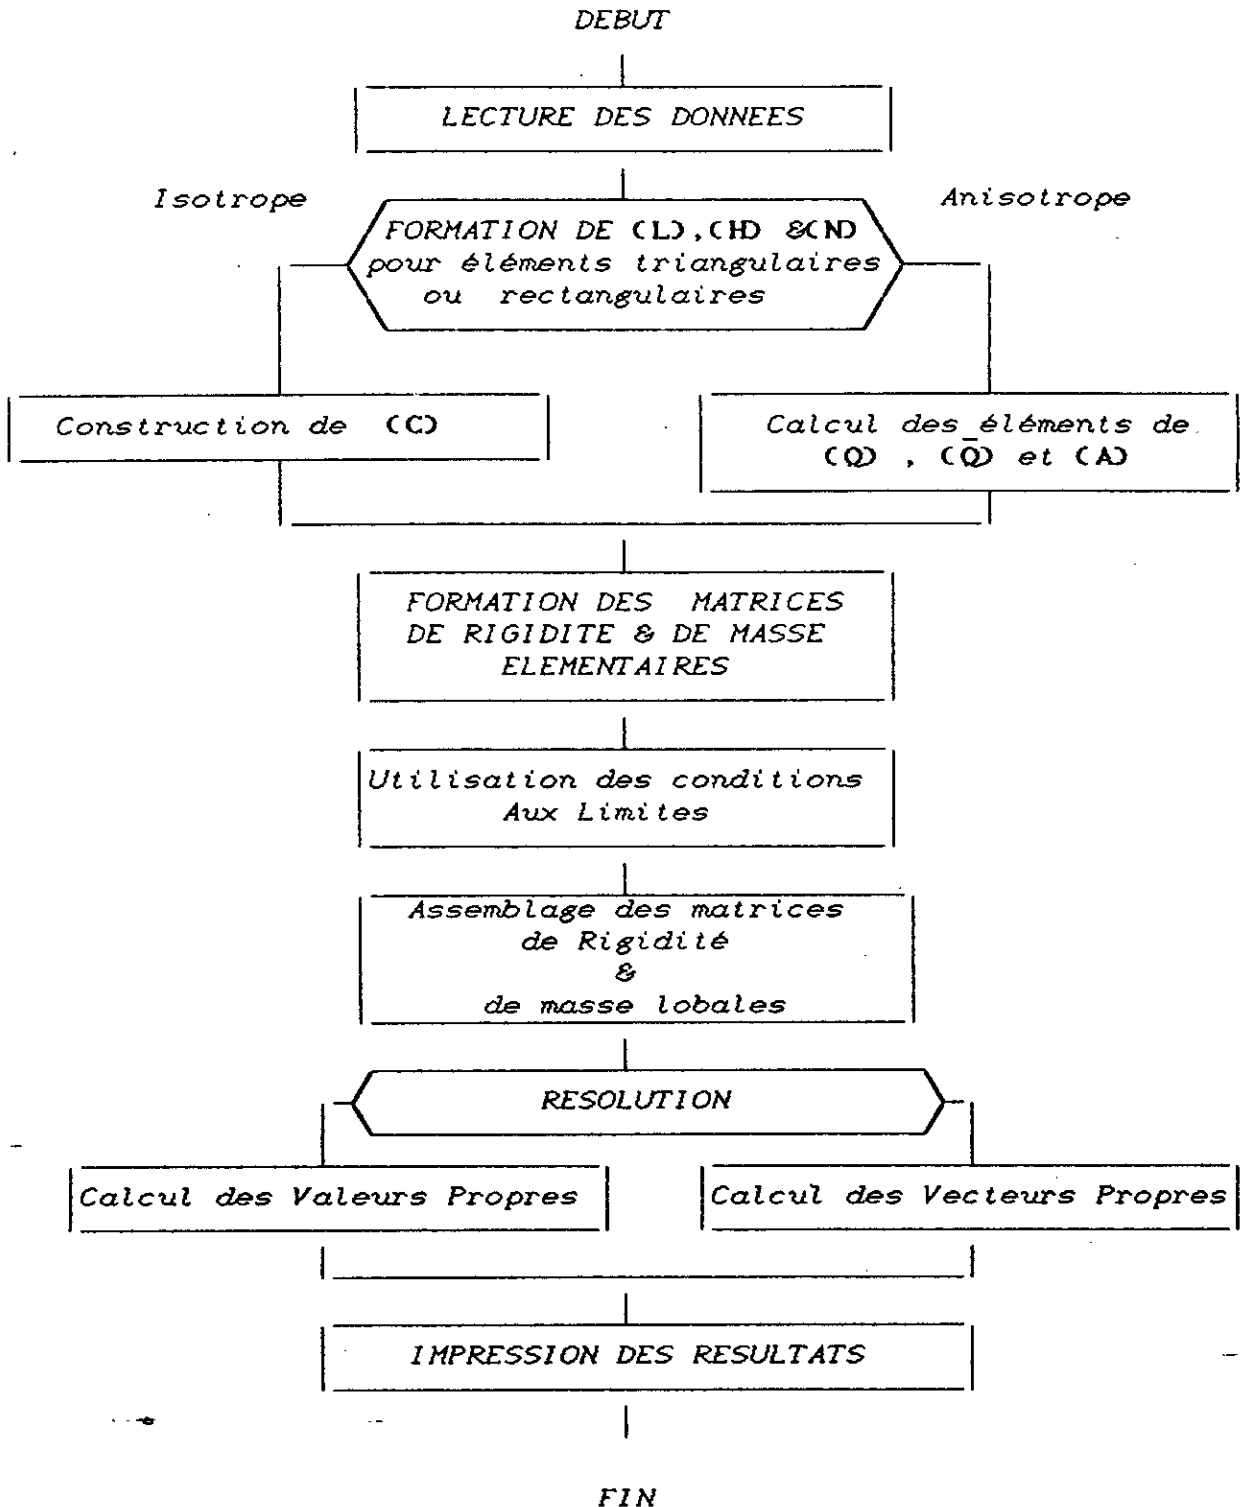 DEBUT
LECTURE DES DONNEES
Isotrope
Anisotrope
FORMATION DE (L),(H) &(N)
pour éléments triangulaires
ou rectangulaires
Construction de (C)
Calcul des éléments de
(Q) , (Q̅) et (A)
FORMATION DES MATRICES
DE RIGIDITE & DE MASSE
ELEMENTAIRES
Utilisation des conditions
Aux Limites
Assemblage des matrices
de Rigidité
&
de masse lobales
RESOLUTION
Calcul des Valeurs Propres
Calcul des Vecteurs Propres
IMPRESSION DES RESULTATS
FIN